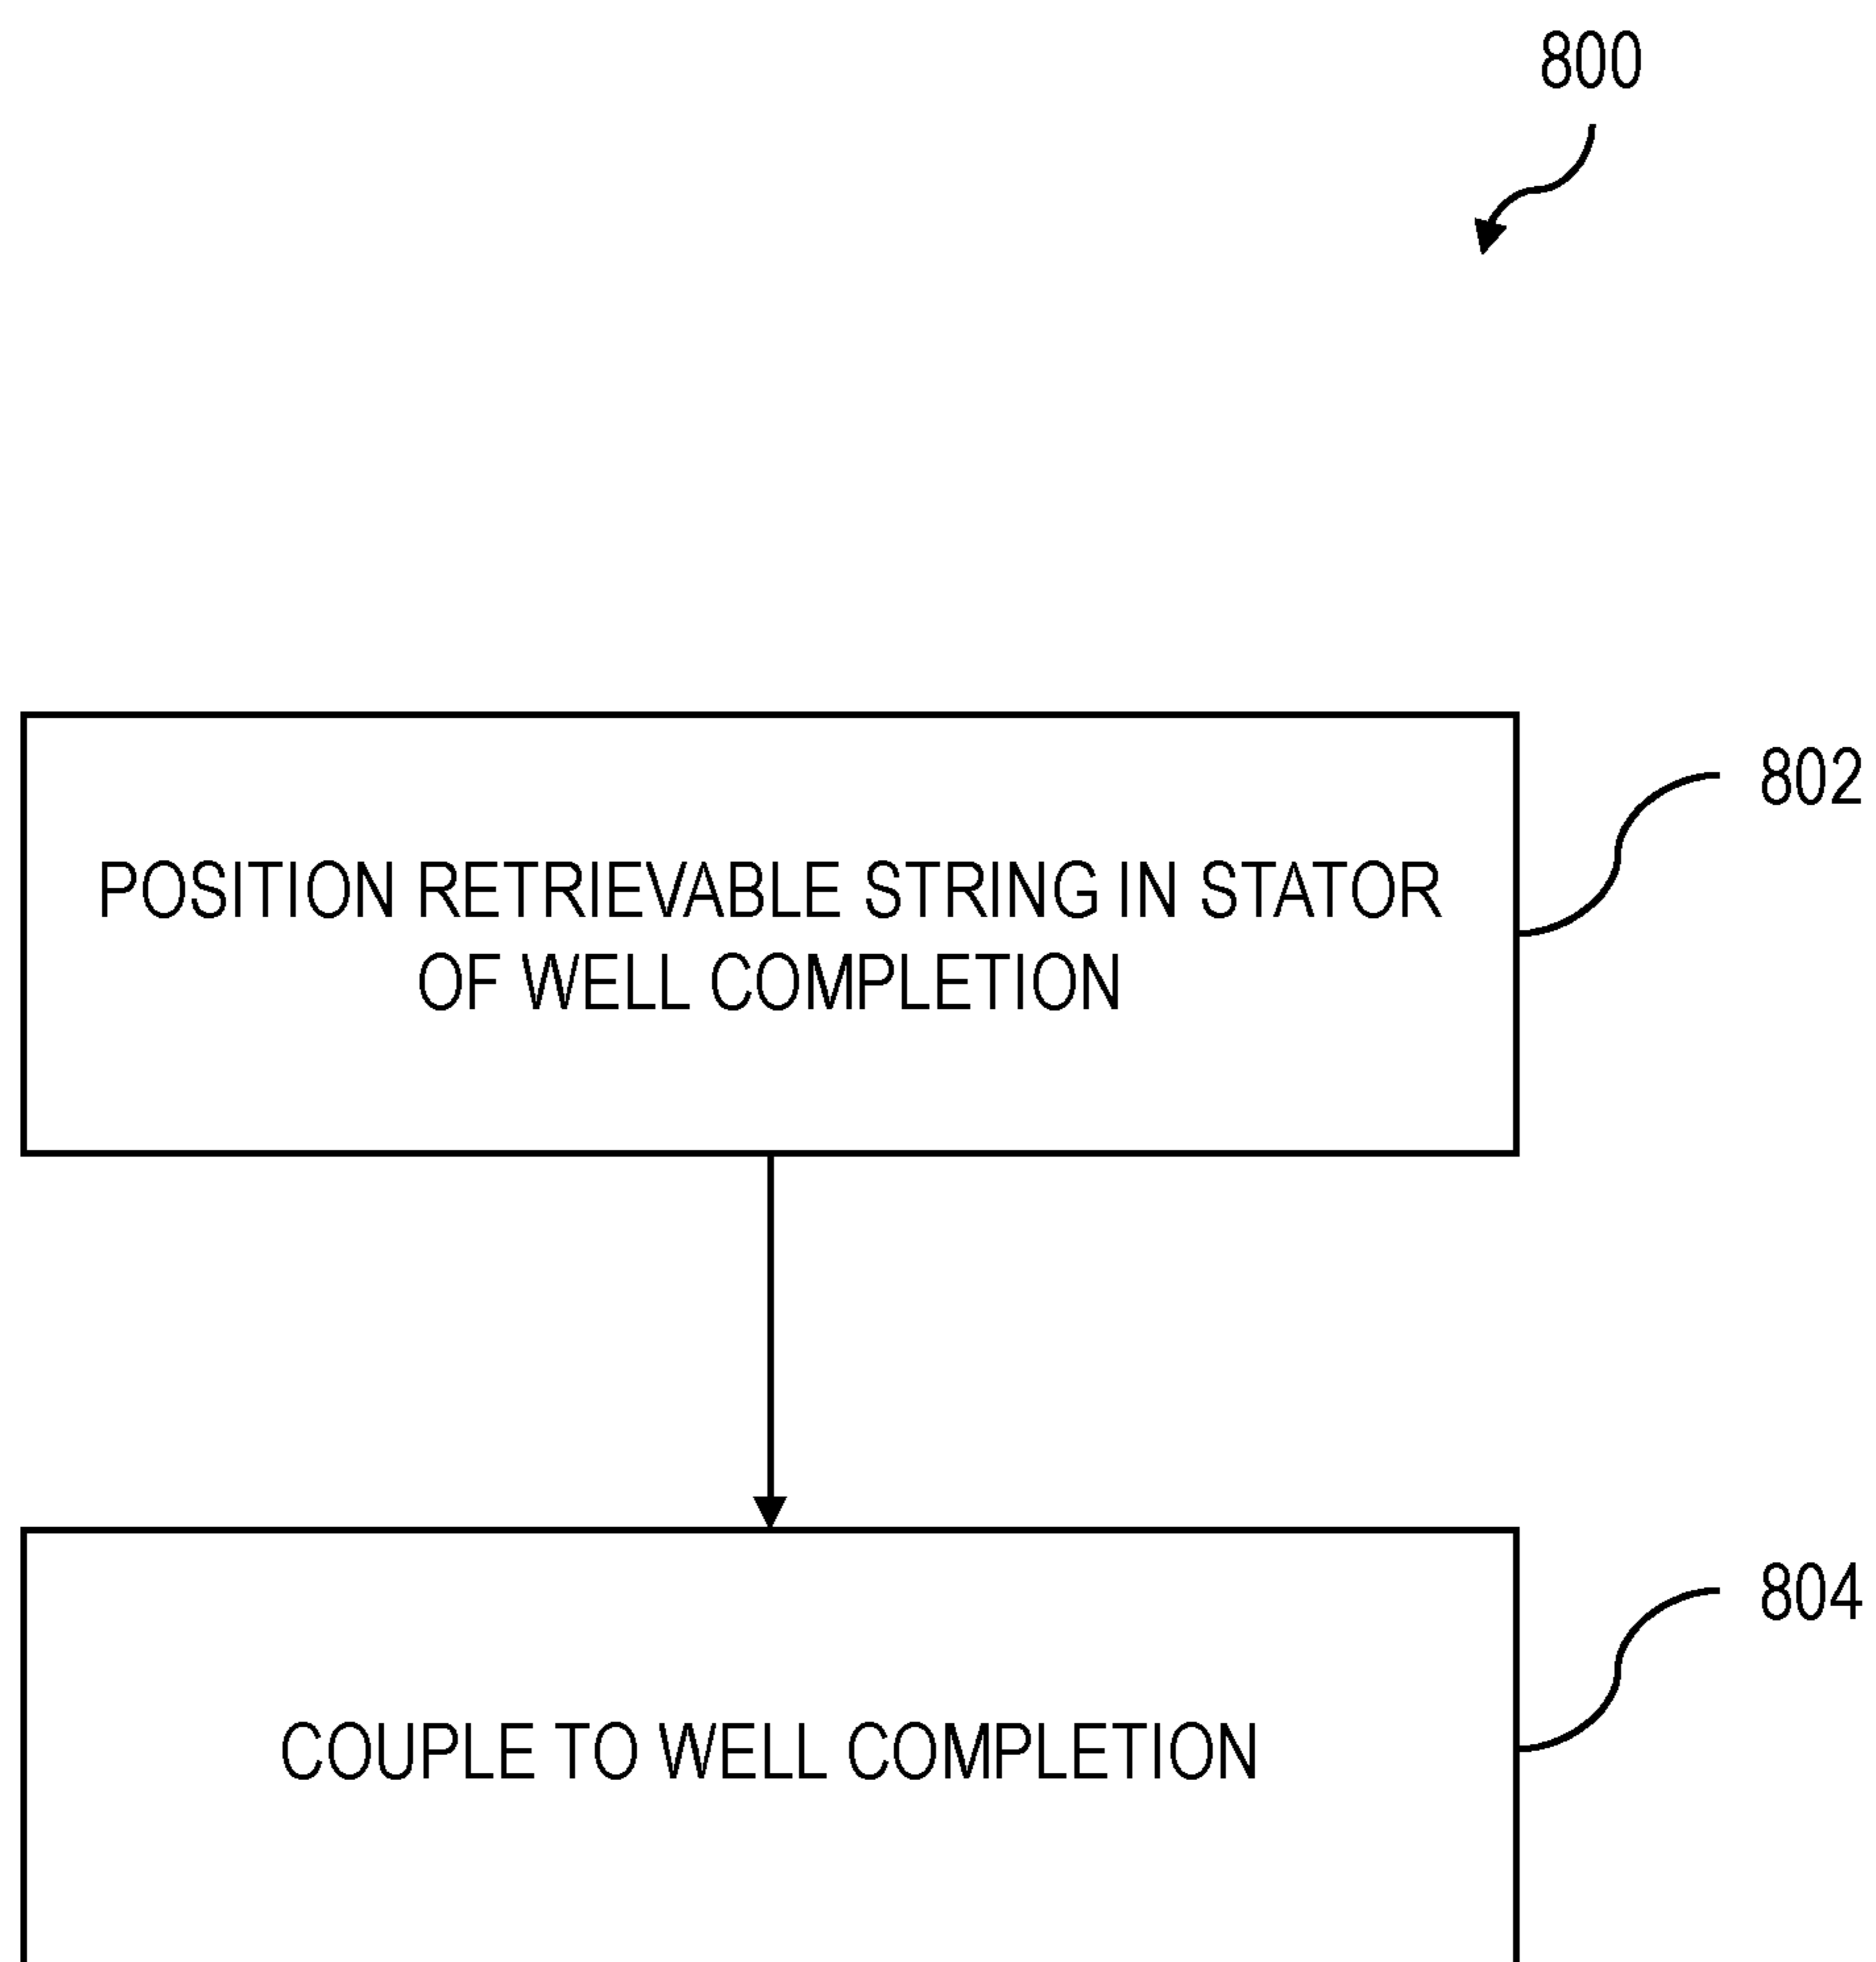 800
802
POSITION RETRIEVABLE STRING IN STATOR
OF WELL COMPLETION
804
COUPLE TO WELL COMPLETION